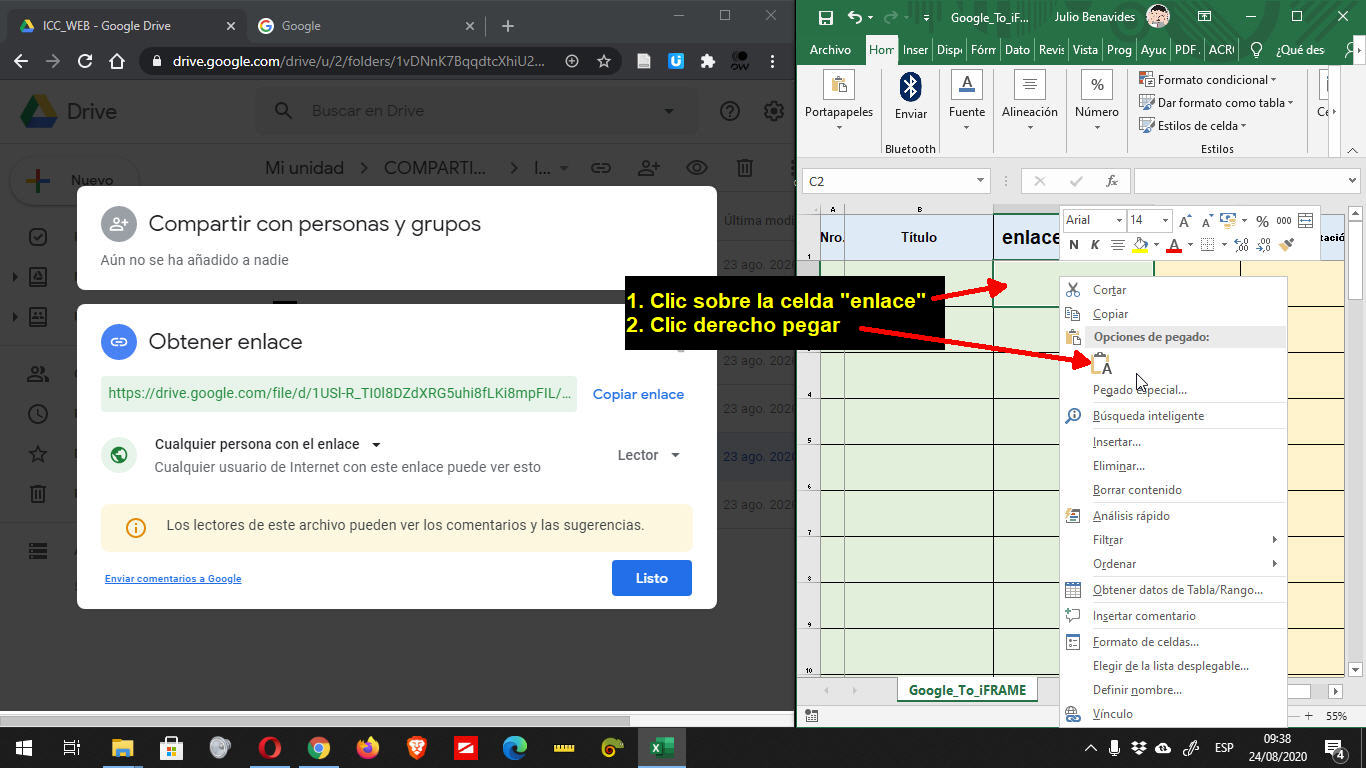 ICC_WEB - Google Drive
Google
drive.google.com/drive/u/2/folders/1vDNnK7BqqdtcXhiU2...
Drive
Buscar en Drive
Nuevo
Mi unidad
COMPARTI...
I...
Última modi
23 ago. 2020
23 ago. 2020
23 ago. 2020
23 ago. 2020
Compartir con personas y grupos
Aún no se ha añadido a nadie
Obtener enlace
https://drive.google.com/file/d/1USl-R_TI0l8DZdXRG5uhi8fLKi8mpFIL/...
Copiar enlace
Cualquier persona con el enlace
Cualquier usuario de Internet con este enlace puede ver esto
Lector
Los lectores de este archivo pueden ver los comentarios y las sugerencias.
Enviar comentarios a Google
Listo
1. Clic sobre la celda "enlace"
2. Clic derecho pegar
Google_To_iF...
Julio Benavides
Archivo
Hom
Inser
Dispo
Fórm
Dato
Revis
Vista
Prog
Ayuc
PDF
ACRO
¿Qué des
Portapapeles
Enviar
Bluetooth
Fuente
Alineación
Número
Formato condicional
Dar formato como tabla
Estilos de celda
Estilos
Ce
C2
fx
A
B
Nro.
Título
enlace
tació
Arial
14
% 000
N K
1
4
5
6
7
8
9
10
Cortar
Copiar
Opciones de pegado:
Pegado especial...
Búsqueda inteligente
Insertar...
Eliminar...
Borrar contenido
Análisis rápido
Filtrar
Ordenar
Obtener datos de Tabla/Rango...
Insertar comentario
Formato de celdas...
Elegir de la lista desplegable...
Definir nombre...
Vínculo
Google_To_iFRAME
55%
ESP
09:38
24/08/2020
4